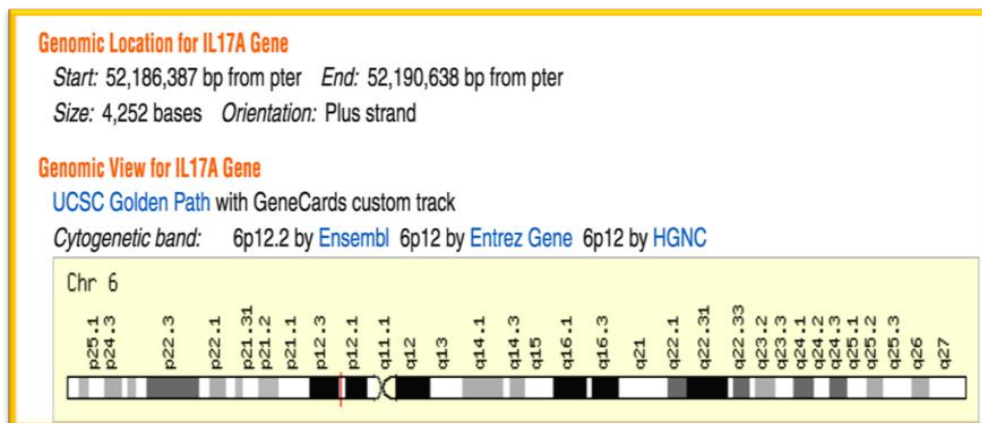 Genomic Location for IL17A Gene
Start: 52,186,387 bp from pter End: 52,190,638 bp from pter
Size: 4,252 bases Orientation: Plus strand
Genomic View for IL17A Gene
UCSC Golden Path with GeneCards custom track
Cytogenetic band: 6p12.2 by Ensembl 6p12 by Entrez Gene 6p12 by HGNC
Chr 6
p25.1 p24.3 p22.3 p22.1 p21.31 p21.2 p21.1 p12.3 p12.1 q11.1 q12 q13 q14.1 q14.3 q15 q16.1 q16.3 q21 q22.1 q22.31 q22.33 q23.2 q23.3 q24.1 q24.2 q24.3 q25.1 q25.2 q25.3 q26 q27